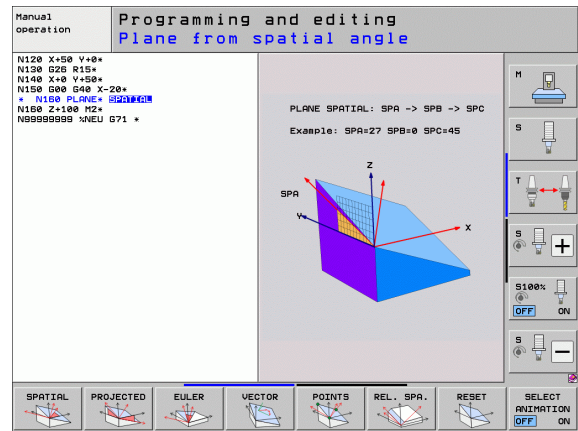 Manual
operation
Programming and editing
Plane from spatial angle
N120 X+50 Y+0*
N130 G26 R15*
N140 X+0 Y+50*
N150 G00 G40 X-20*
* N160 PLANE* SPATIAL
N160 Z+100 M2*
N99999999 %NEU G71 *
PLANE SPATIAL: SPA -> SPB -> SPC
Example: SPA=27 SPB=0 SPC=45
Z
SPA
Y
X
M
S
T
S
+
S100%
OFF ON
S
-
SPATIAL
PROJECTED
EULER
VECTOR
POINTS
REL. SPA.
RESET
SELECT
ANIMATION
OFF ON